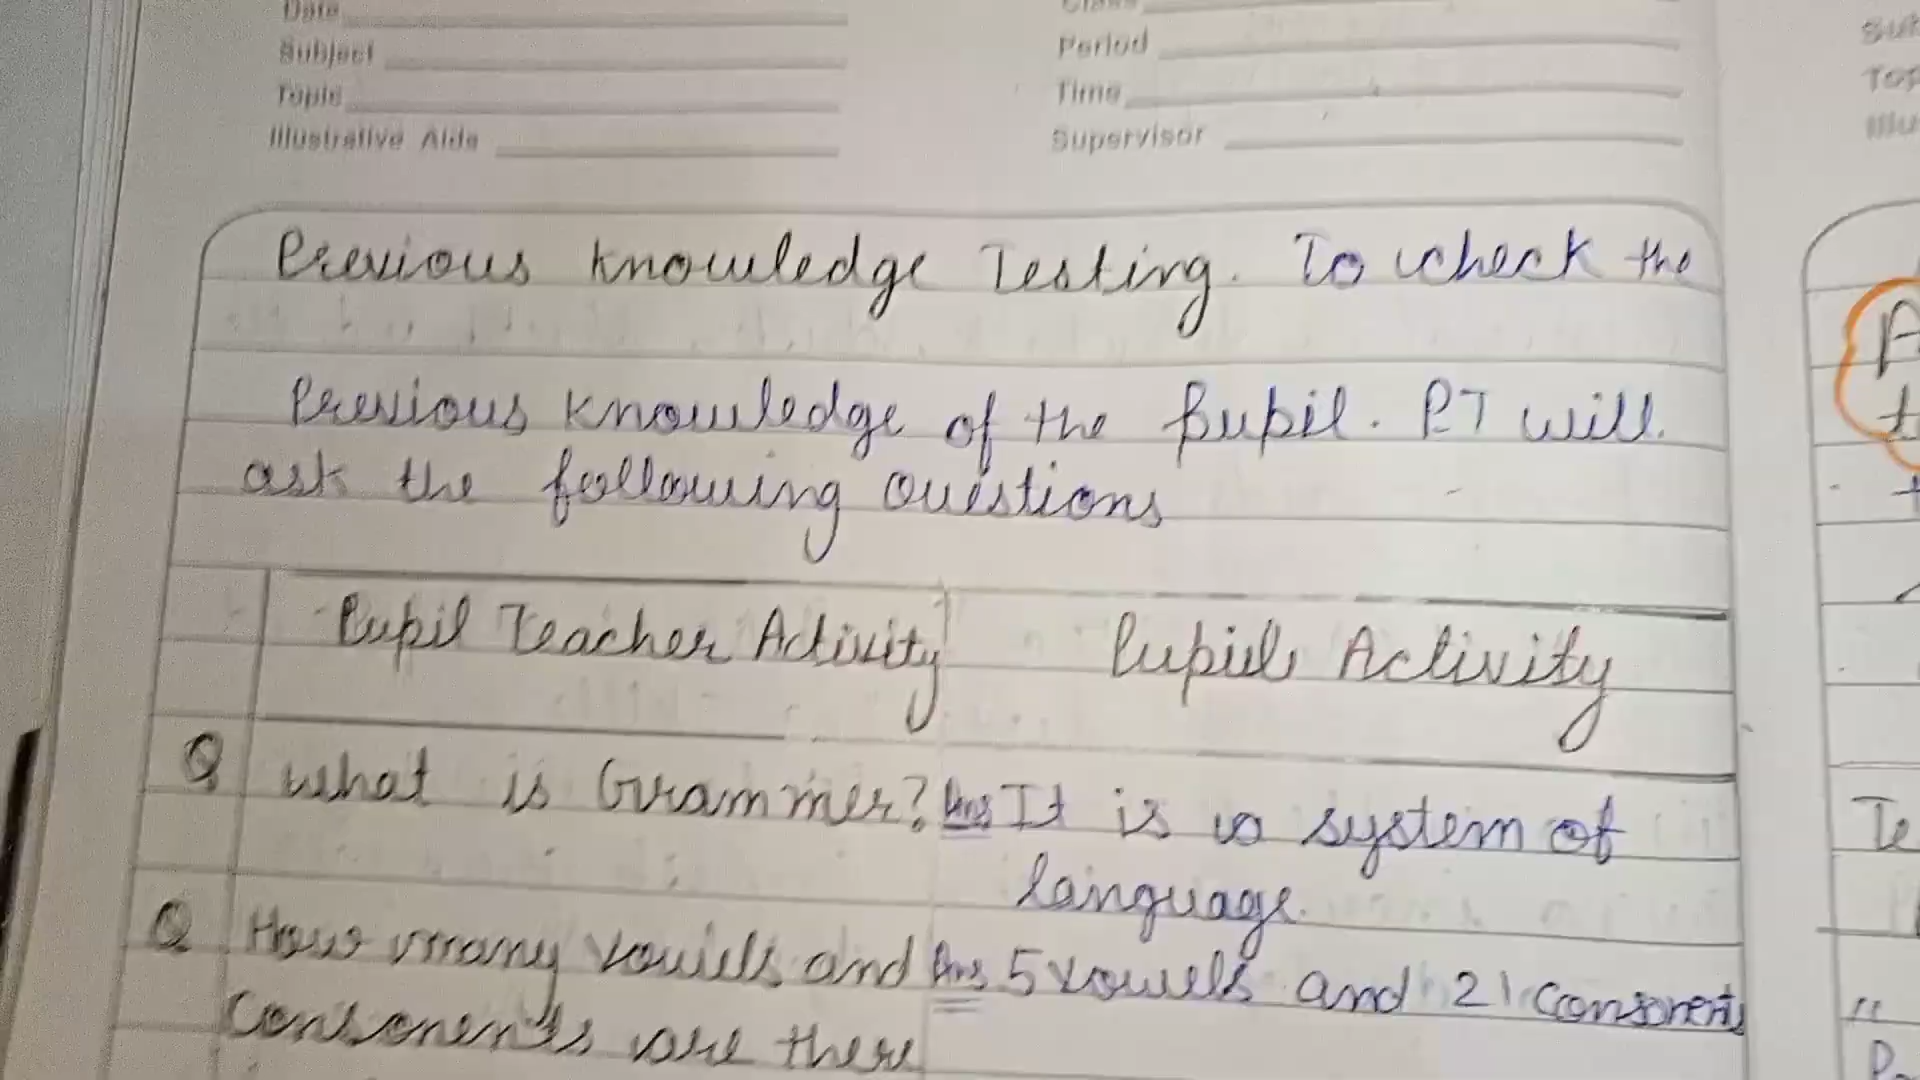 Date
Subject
Topic
Illustrative Aids
Class
Period
Time
Supervisor
Previous Knowledge Testing. To check the
Previous Knowledge of the pupil. PT will
ask the following Questions
Pupil Teacher Activity Pupils Activity
Q What is Grammer? Ans It is a system of
language.
Q How many vowels and Ans 5 vowels and 21 Consonents
Consonents are there